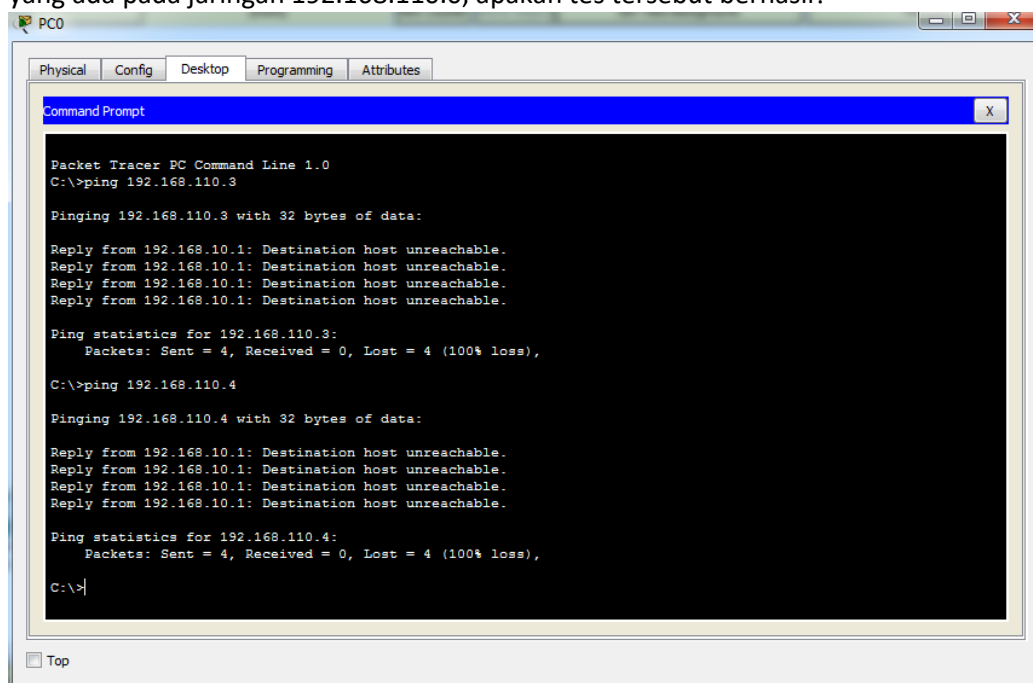 yang ada pada jaringan 192.168.110.0, apakah tes tersebut berhasil?
PC0
Physical Config Desktop Programming Attributes
Command Prompt
X
Packet Tracer PC Command Line 1.0
C:\>ping 192.168.110.3
Pinging 192.168.110.3 with 32 bytes of data:
Reply from 192.168.10.1: Destination host unreachable.
Reply from 192.168.10.1: Destination host unreachable.
Reply from 192.168.10.1: Destination host unreachable.
Reply from 192.168.10.1: Destination host unreachable.
Ping statistics for 192.168.110.3:
Packets: Sent = 4, Received = 0, Lost = 4 (100% loss),
C:\>ping 192.168.110.4
Pinging 192.168.110.4 with 32 bytes of data:
Reply from 192.168.10.1: Destination host unreachable.
Reply from 192.168.10.1: Destination host unreachable.
Reply from 192.168.10.1: Destination host unreachable.
Reply from 192.168.10.1: Destination host unreachable.
Ping statistics for 192.168.110.4:
Packets: Sent = 4, Received = 0, Lost = 4 (100% loss),
C:\>
Top